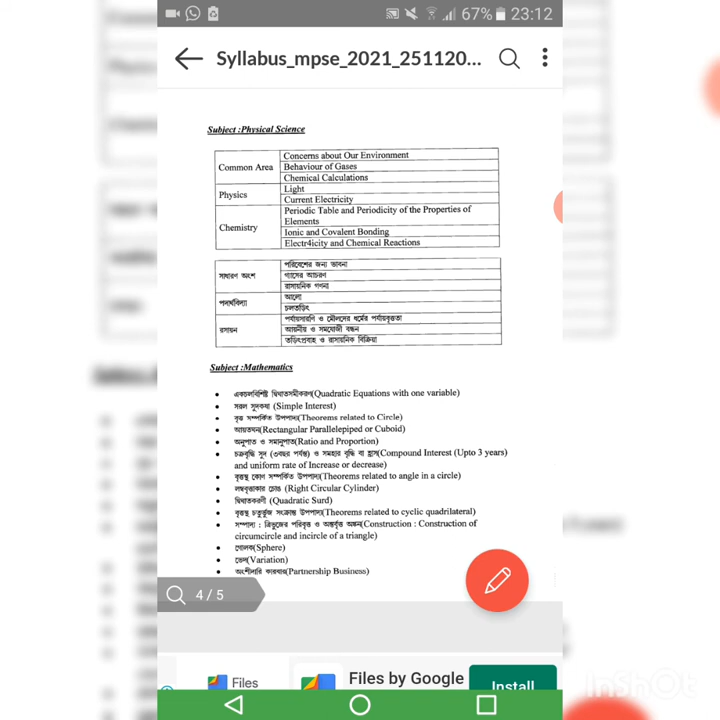 67% 23:12
Syllabus_mpse_2021_251120...
Subject :Physical Science
Common Area
Concerns about Our Environment
Behaviour of Gases
Chemical Calculations
Physics
Light
Current Electricity
Chemistry
Periodic Table and Periodicity of the Properties of
Elements
Ionic and Covalent Bonding
Electr4icity and Chemical Reactions
সাধারণ অংশ
পরিবেশের জন্য ভাবনা
গ্যাসের আচরণ
রাসায়নিক গণনা
পদার্থবিদ্যা
আলো
চলতড়িৎ
রসায়ন
পর্যায়সারণি ও মৌলদের ধর্মের পর্যায়বৃত্ততা
আয়নীয় ও সমযোজী বন্ধন
তড়িৎপ্রবাহ ও রাসায়নিক বিক্রিয়া
Subject :Mathematics
• একচলবিশিষ্ট দ্বিঘাতসমীকরণ(Quadratic Equations with one variable)
• সরল সুদকষা (Simple Interest)
• বৃত্ত সম্পর্কিত উপপাদ্য(Theorems related to Circle)
• আয়তঘন(Rectangular Parallelepiped or Cuboid)
• অনুপাত ও সমানুপাত(Ratio and Proportion)
• চক্রবৃদ্ধি সুদ (৩বছর পর্যন্ত) ও সমহার বৃদ্ধি বা হ্রাস(Compound Interest (Upto 3 years)
and uniform rate of Increase or decrease)
• বৃত্তস্থ কোণ সম্পর্কিত উপপাদ্য(Theorems related to angle in a circle)
• লম্ববৃত্তাকার চোঙ (Right Circular Cylinder)
• দ্বিঘাতকরণী (Quadratic Surd)
• বৃত্তস্থ চতুর্ভুজ সংক্রান্ত উপপাদ্য(Theorems related to cyclic quadrilateral)
• সম্পাদ্য : ত্রিভুজের পরিবৃত্ত ও অন্তর্বৃত্ত অঙ্কন(Construction : Construction of
circumcircle and incircle of a triangle)
• গোলক(Sphere)
• ভেদ(Variation)
• অংশীদারি কারবার(Partnership Business)
4 / 5
Files
Files by Google
Install
InShOt